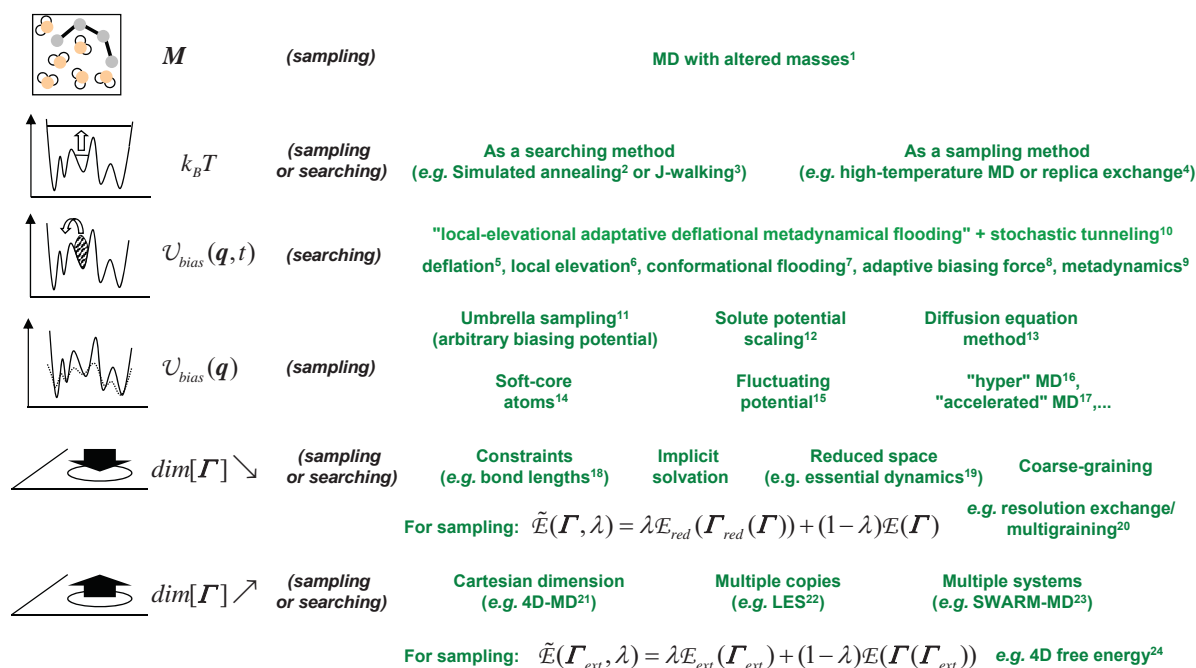 M (sampling) MD with altered masses¹
k_BT (sampling or searching)
As a searching method
(e.g. Simulated annealing² or J-walking³)
As a sampling method
(e.g. high-temperature MD or replica exchange⁴)
𝒰_bias(q,t) (searching)
"local-elevational adaptative deflational metadynamical flooding" + stochastic tunneling¹⁰
deflation⁵, local elevation⁶, conformational flooding⁷, adaptive biasing force⁸, metadynamics⁹
𝒰_bias(q) (sampling)
Umbrella sampling¹¹
(arbitrary biasing potential)
Solute potential
scaling¹²
Diffusion equation
method¹³
Soft-core
atoms¹⁴
Fluctuating
potential¹⁵
"hyper" MD¹⁶,
"accelerated" MD¹⁷,...
dim[Γ] ↘ (sampling
or searching)
Constraints
(e.g. bond lengths¹⁸)
Implicit
solvation
Reduced space
(e.g. essential dynamics¹⁹)
Coarse-graining
For sampling: ℰ̃(Γ,λ) = λℰ_red(Γ_red(Γ)) + (1−λ)ℰ(Γ)
e.g. resolution exchange/
multigraining²⁰
dim[Γ] ↗ (sampling
or searching)
Cartesian dimension
(e.g. 4D-MD²¹)
Multiple copies
(e.g. LES²²)
Multiple systems
(e.g. SWARM-MD²³)
For sampling: ℰ̃(Γ_ext,λ) = λℰ_ext(Γ_ext) + (1−λ)ℰ(Γ(Γ_ext)) e.g. 4D free energy²⁴